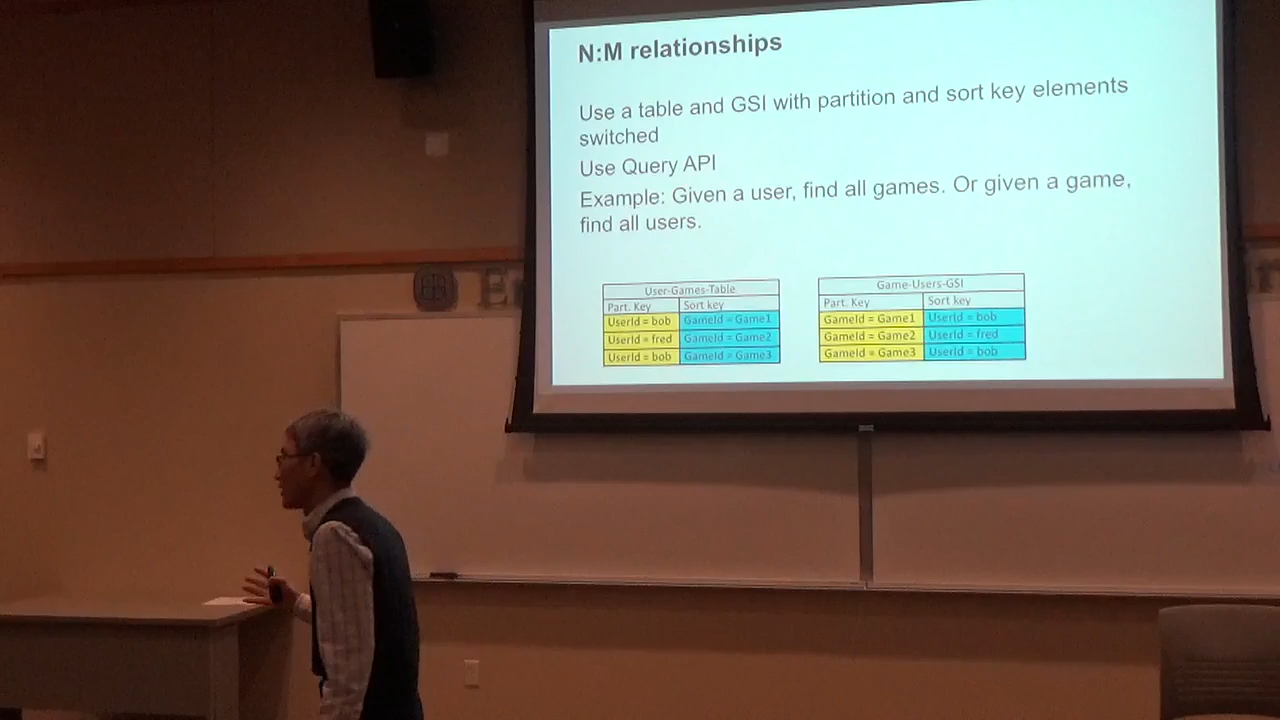 N:M relationships
Use a table and GSI with partition and sort key elements
switched
Use Query API
Example: Given a user, find all games. Or given a game,
find all users.
User-Games-Table
Part. Key Sort key
UserId = bob GameId = Game1
UserId = fred GameId = Game2
UserId = bob GameId = Game3
Game-Users-GSI
Part. Key Sort key
GameId = Game1 UserId = bob
GameId = Game2 UserId = fred
GameId = Game3 UserId = bob